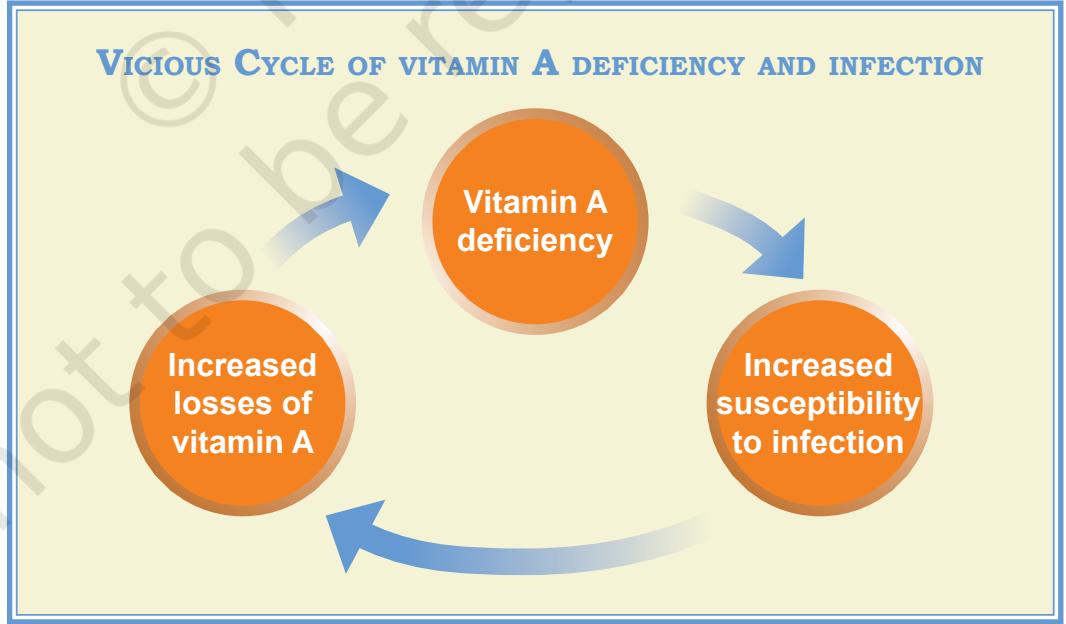 VICIOUS CYCLE OF VITAMIN A DEFICIENCY AND INFECTION
Vitamin A
deficiency
Increased
susceptibility
to infection
Increased
losses of
vitamin A
©
not to be re